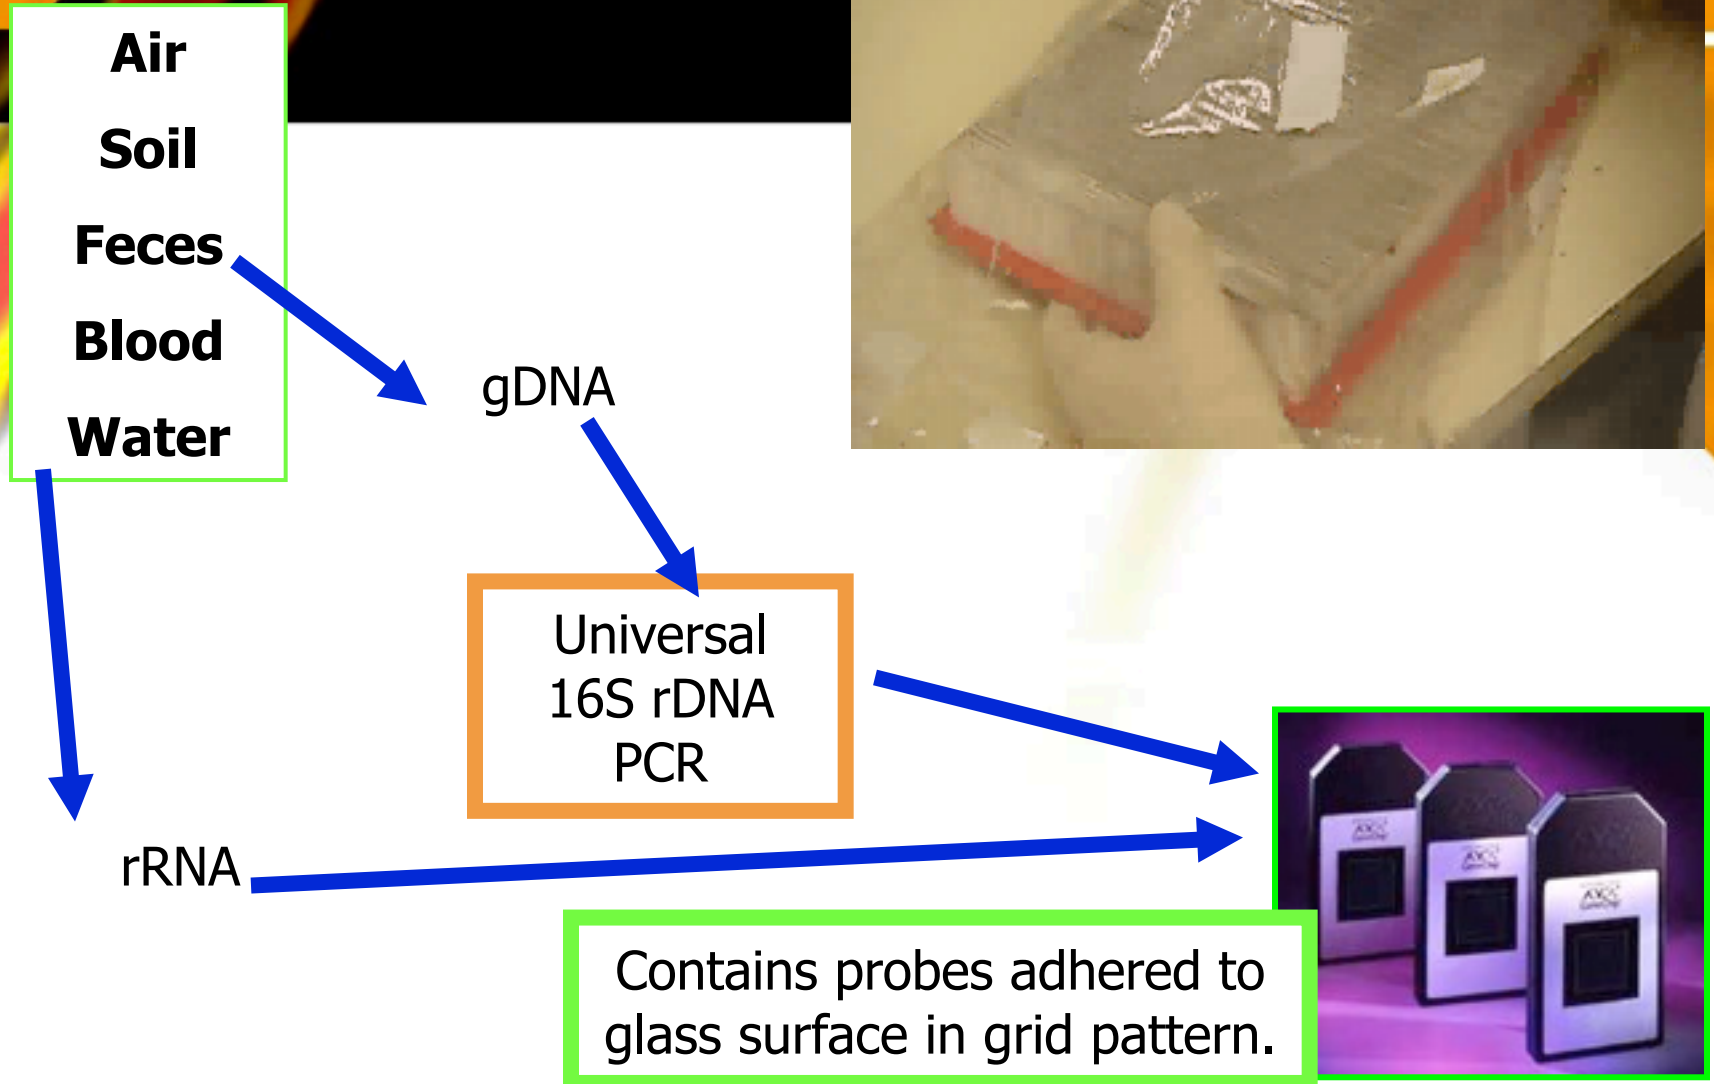 Air
Soil
Feces
Blood
Water
gDNA
Universal
16S rDNA
PCR
rRNA
Contains probes adhered to
glass surface in grid pattern.